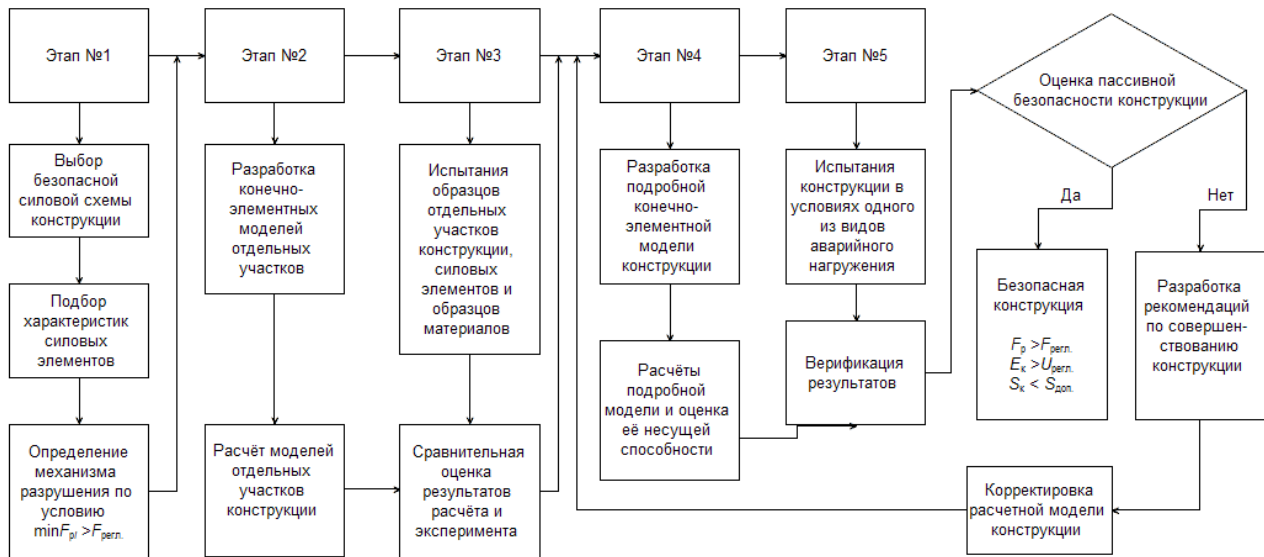 Этап №1
Этап №2
Этап №3
Этап №4
Этап №5
Оценка пассивной
безопасности конструкции
Да
Нет
Выбор
безопасной
силовой схемы
конструкции
Подбор
характеристик
силовых
элементов
Определение
механизма
разрушения по
условию
minFpi >Fрегл.
Разработка
конечно-
элементных
моделей
отдельных
участков
Расчёт моделей
отдельных
участков
конструкции
Испытания
образцов
отдельных
участков
конструкции,
силовых
элементов и
образцов
материалов
Сравнительная
оценка
результатов
расчёта и
эксперимента
Разработка
подробной
конечно-
элементной
модели
конструкции
Расчёты
подробной
модели и оценка
её несущей
способности
Испытания
конструкции в
условиях одного
из видов
аварийного
нагружения
Верификация
результатов
Безопасная
конструкция
Fр >Fрегл.
Eк >Uрегл.
Sк < Sдоп.
Разработка
рекомендаций
по совершен-
ствованию
конструкции
Корректировка
расчетной модели
конструкции